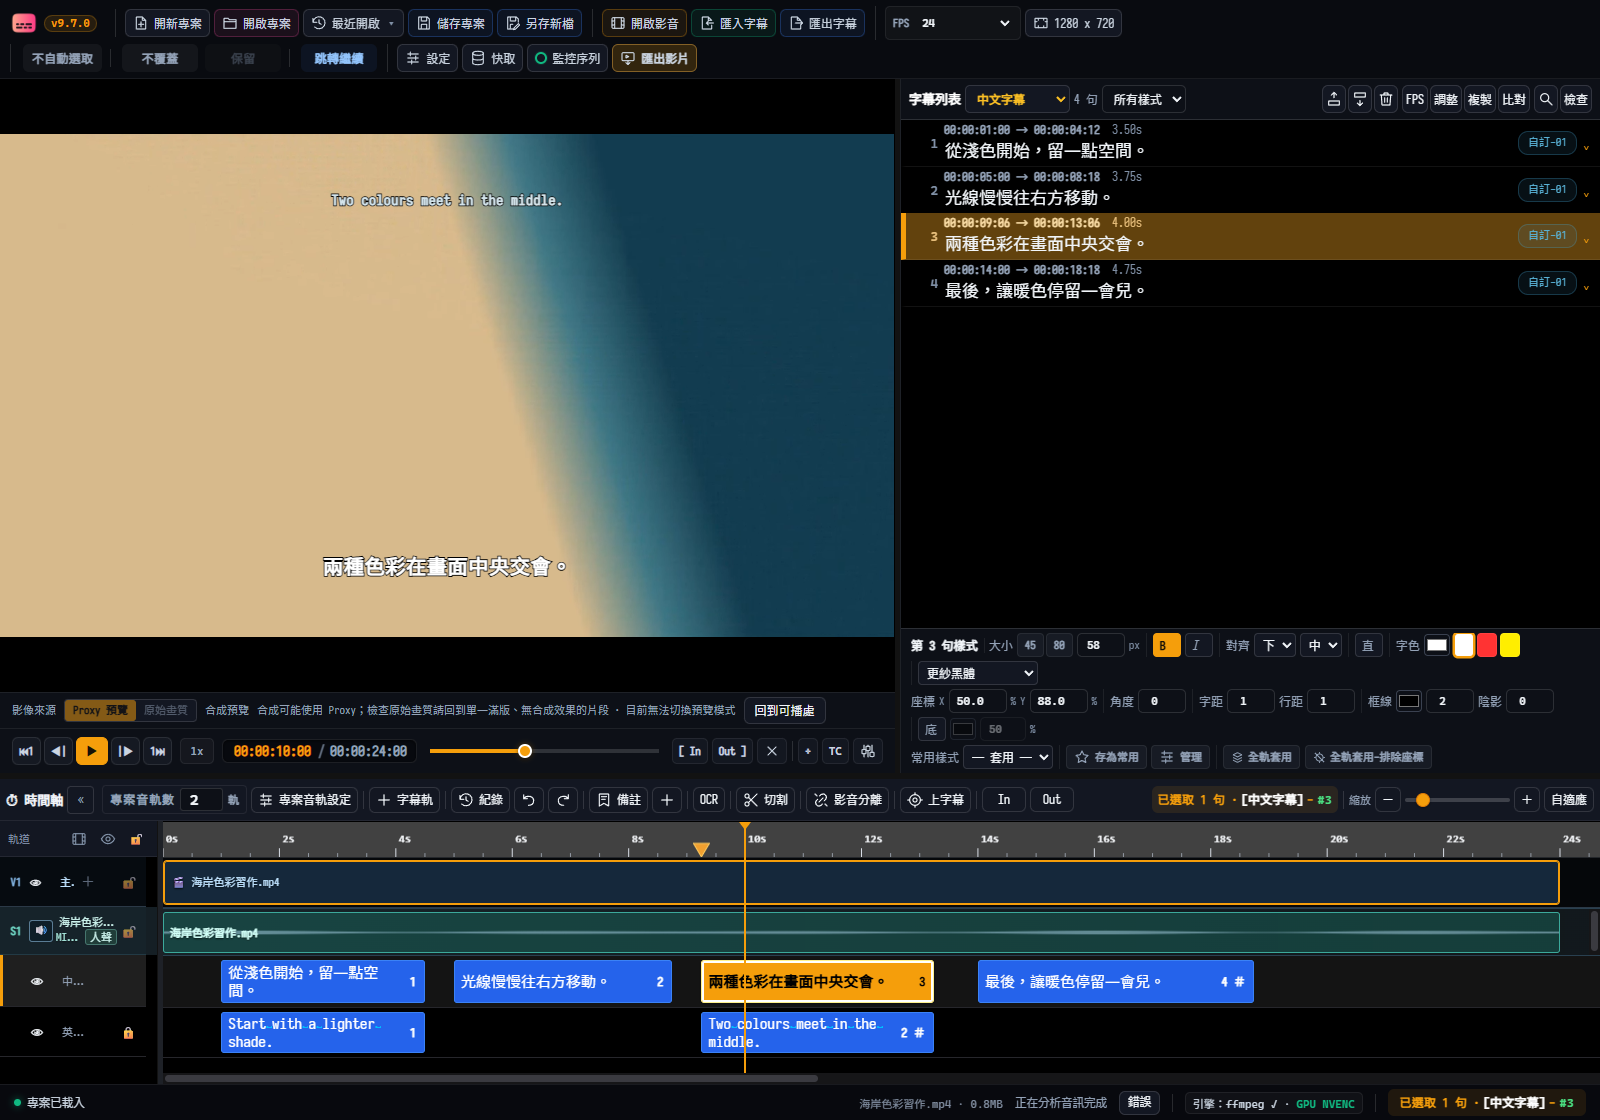 v9.7.0 開新專案 開啟專案 最近開啟 儲存專案 另存新檔 開啟影音 匯入字幕 匯出字幕 FPS 24 1280 x 720
不自動選取 不覆蓋 保留 跳轉繼續 設定 快取 監控序列 匯出影片
Two colours meet in the middle.
兩種色彩在畫面中央交會。
影像來源 Proxy 預覽 原始畫質 合成預覽 合成可能使用 Proxy；檢查原始畫質請回到單一滿版、無合成效果的片段 · 目前無法切換預覽模式 回到可播處
1 1 1x 00:00:10:00 / 00:00:24:00 [ In Out ] + TC
字幕列表 中文字幕 4 句 所有樣式 FPS 調整 複製 比對 檢查
00:00:01:00 → 00:00:04:12 3.50s
1 從淺色開始，留一點空間。 自訂-01
00:00:05:00 → 00:00:08:18 3.75s
2 光線慢慢往右方移動。 自訂-01
00:00:09:06 → 00:00:13:06 4.00s
3 兩種色彩在畫面中央交會。 自訂-01
00:00:14:00 → 00:00:18:18 4.75s
4 最後，讓暖色停留一會兒。 自訂-01
第 3 句樣式 大小 45 80 58 px B I 對齊 下 中 直 字色
更紗黑體
座標 X 50.0 % Y 88.0 % 角度 0 字距 1 行距 1 框線 2 陰影 0
底 50 %
常用樣式 — 套用 — 存為常用 管理 全軌套用 全軌套用-排除座標
時間軸 « 專案音軌數 2 軌 專案音軌設定 字幕軌 紀錄 備註 OCR 切割 影音分離 上字幕 In Out 已選取 1 句 ·[中文字幕]- #3 縮放 自適應
軌道 0s 2s 4s 6s 8s 10s 12s 14s 16s 18s 20s 22s 24s
V1 主. 海岸色彩習作.mp4
S1 海岸色彩... MI... 人聲 海岸色彩習作.mp4
中... 從淺色開始，留一點空間。 1 光線慢慢往右方移動。 2 兩種色彩在畫面中央交會。 3 最後，讓暖色停留一會兒。 4 #
英... Start with a lighter shade. 1 Two colours meet in the middle. 2 #
專案已載入 海岸色彩習作.mp4 · 0.8MB 正在分析音訊完成 錯誤 引擎：ffmpeg ✓ · GPU NVENC 已選取 1 句 ·[中文字幕]- #3